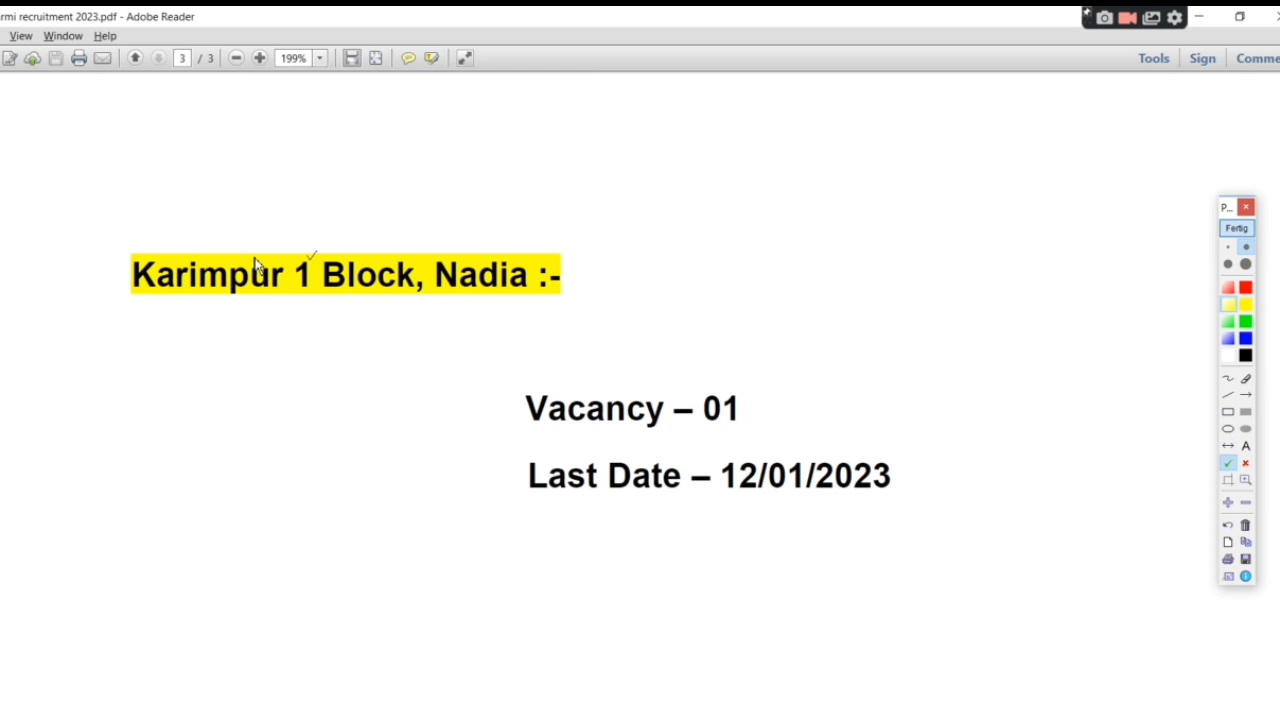 rmi recruitment 2023.pdf - Adobe Reader
View Window Help
3 / 3 199% Tools Sign Comme
P...
Fertig
Karimpur 1 Block, Nadia :-
Vacancy – 01
Last Date – 12/01/2023
A